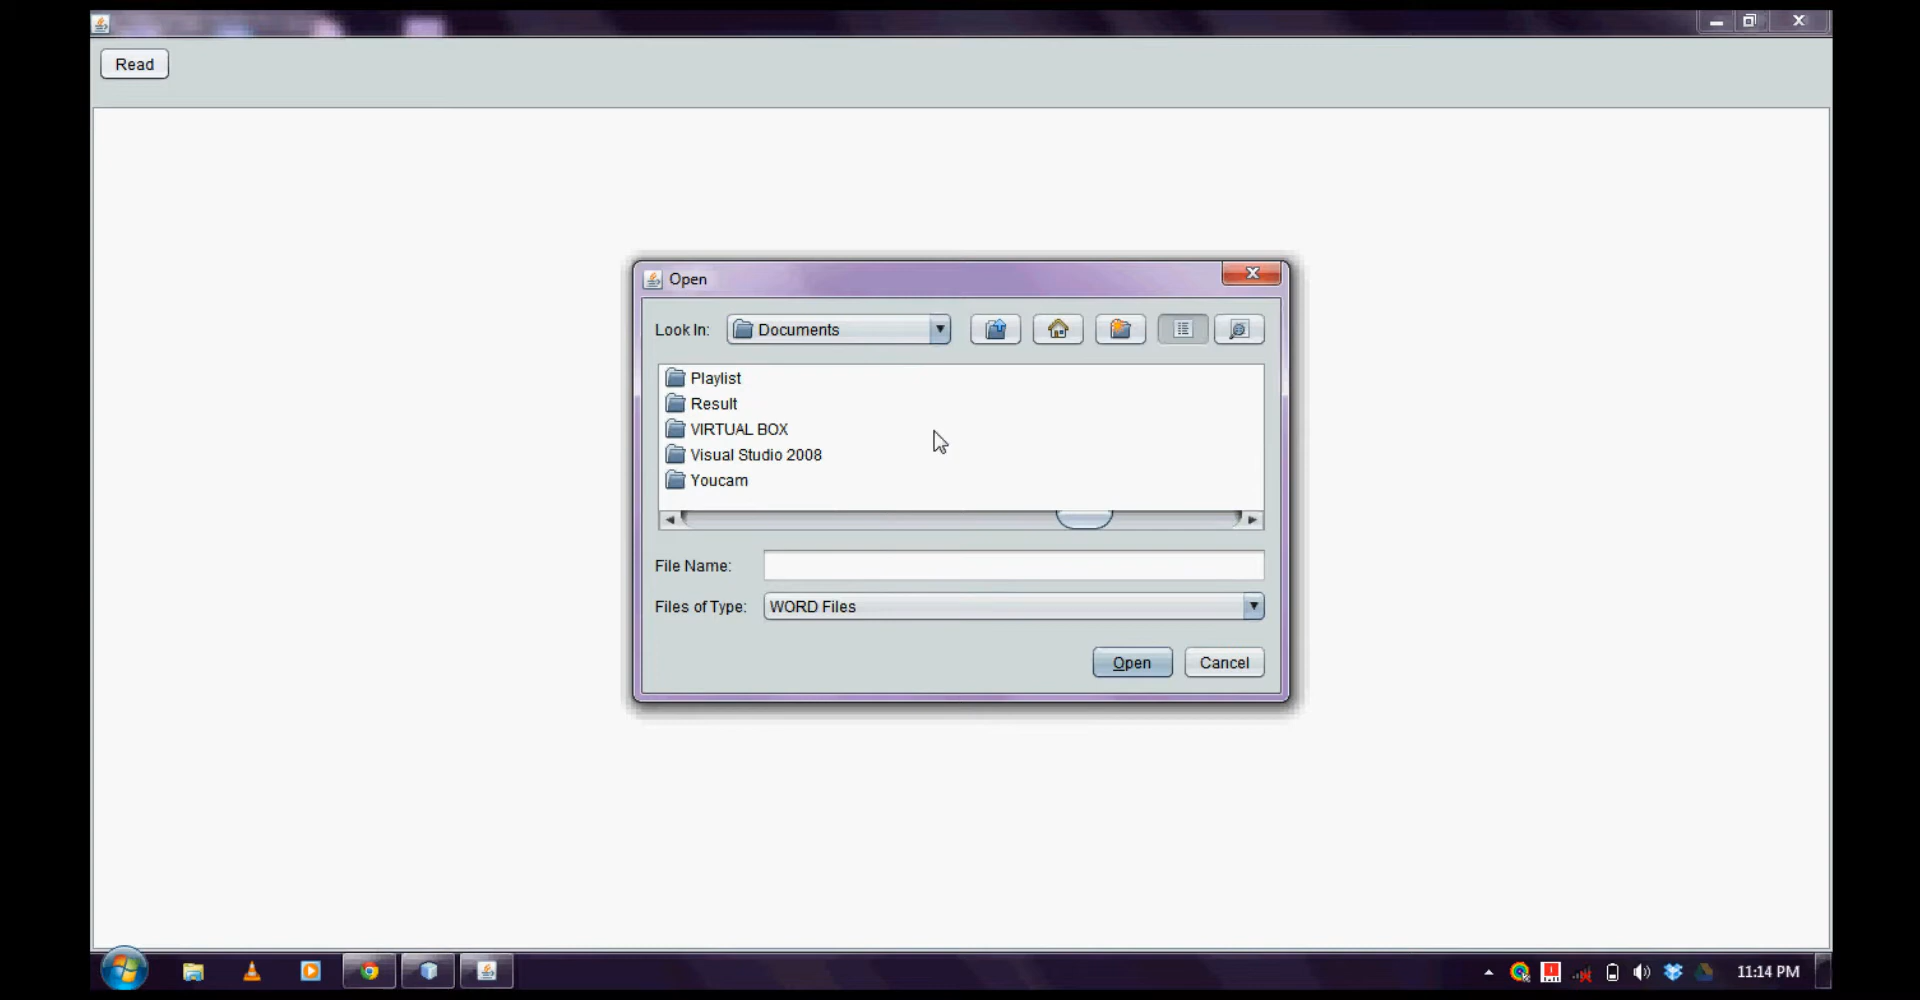 Read
Open
Look In: Documents
Playlist
Result
VIRTUAL BOX
Visual Studio 2008
Youcam
File Name:
Files of Type: WORD Files
Open Cancel
11:14 PM